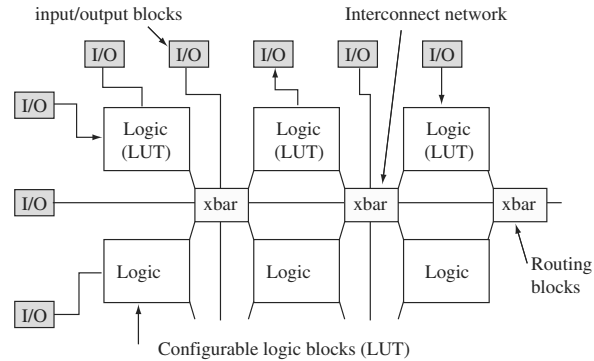 input/output blocks
Interconnect network
I/O
I/O
I/O
I/O
I/O
I/O
Logic
(LUT)
Logic
(LUT)
Logic
(LUT)
I/O
xbar
xbar
xbar
Logic
Logic
Logic
Routing
blocks
I/O
Configurable logic blocks (LUT)